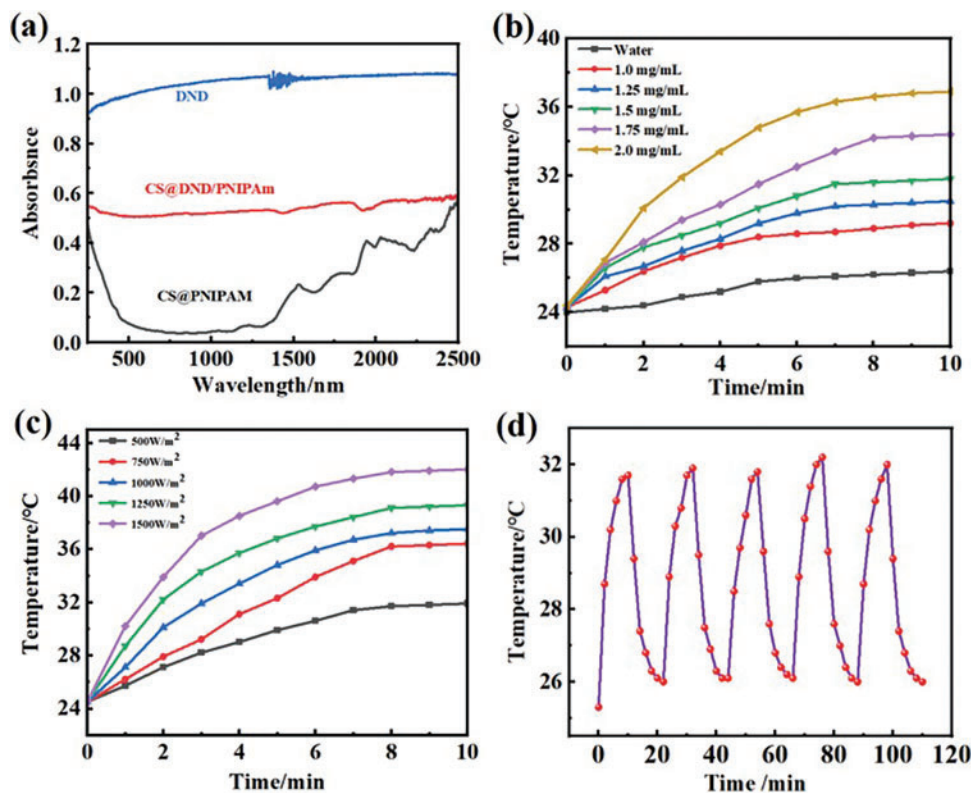 (a)
1.2
1.0
0.8
0.6
0.4
0.2
0.0
Absorbsnce
DND
CS@DND/PNIPAm
CS@PNIPAM
500
1000
1500
2000
2500
Wavelength/nm
(b)
40
36
32
28
24
20
Temperature/°C
Water
1.0 mg/mL
1.25 mg/mL
1.5 mg/mL
1.75 mg/mL
2.0 mg/mL
0
2
4
6
8
10
Time/min
(c)
44
40
36
32
28
24
Temperature/°C
500W/m²
750W/m²
1000W/m²
1250W/m²
1500W/m²
0
2
4
6
8
10
Time/min
(d)
32
30
28
26
Temperature/°C
0
20
40
60
80
100
120
Time /min